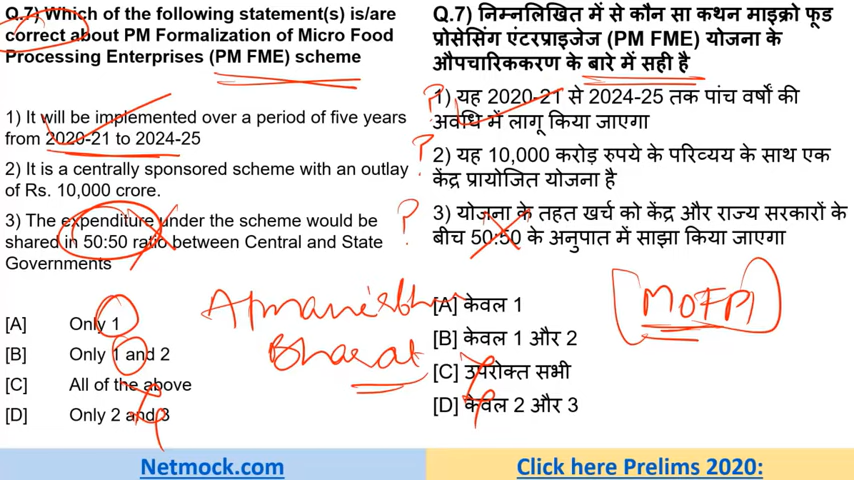 Q.7) Which of the following statement(s) is/are
correct about PM Formalization of Micro Food
Processing Enterprises (PM FME) scheme
1) It will be implemented over a period of five years
from 2020-21 to 2024-25
2) It is a centrally sponsored scheme with an outlay
of Rs. 10,000 crore.
3) The expenditure under the scheme would be
shared in 50:50 ratio between Central and State
Governments
[A] Only 1
[B] Only 1 and 2
[C] All of the above
[D] Only 2 and 3
Atmanirbhar
Bharat
Q.7) निम्नलिखित में से कौन सा कथन माइक्रो फूड
प्रोसेसिंग एंटरप्राइजेज (PM FME) योजना के
औपचारिककरण के बारे में सही है
? 1) यह 2020-21 से 2024-25 तक पांच वर्षों की
अवधि में लागू किया जाएगा
? 2) यह 10,000 करोड़ रुपये के परिव्यय के साथ एक
केंद्र प्रायोजित योजना है
? 3) योजना के तहत खर्च को केंद्र और राज्य सरकारों के
बीच 50:50 के अनुपात में साझा किया जाएगा
[A] केवल 1
[B] केवल 1 और 2
[C] उपरोक्त सभी
[D] केवल 2 और 3
MOFPI
Netmock.com
Click here Prelims 2020: